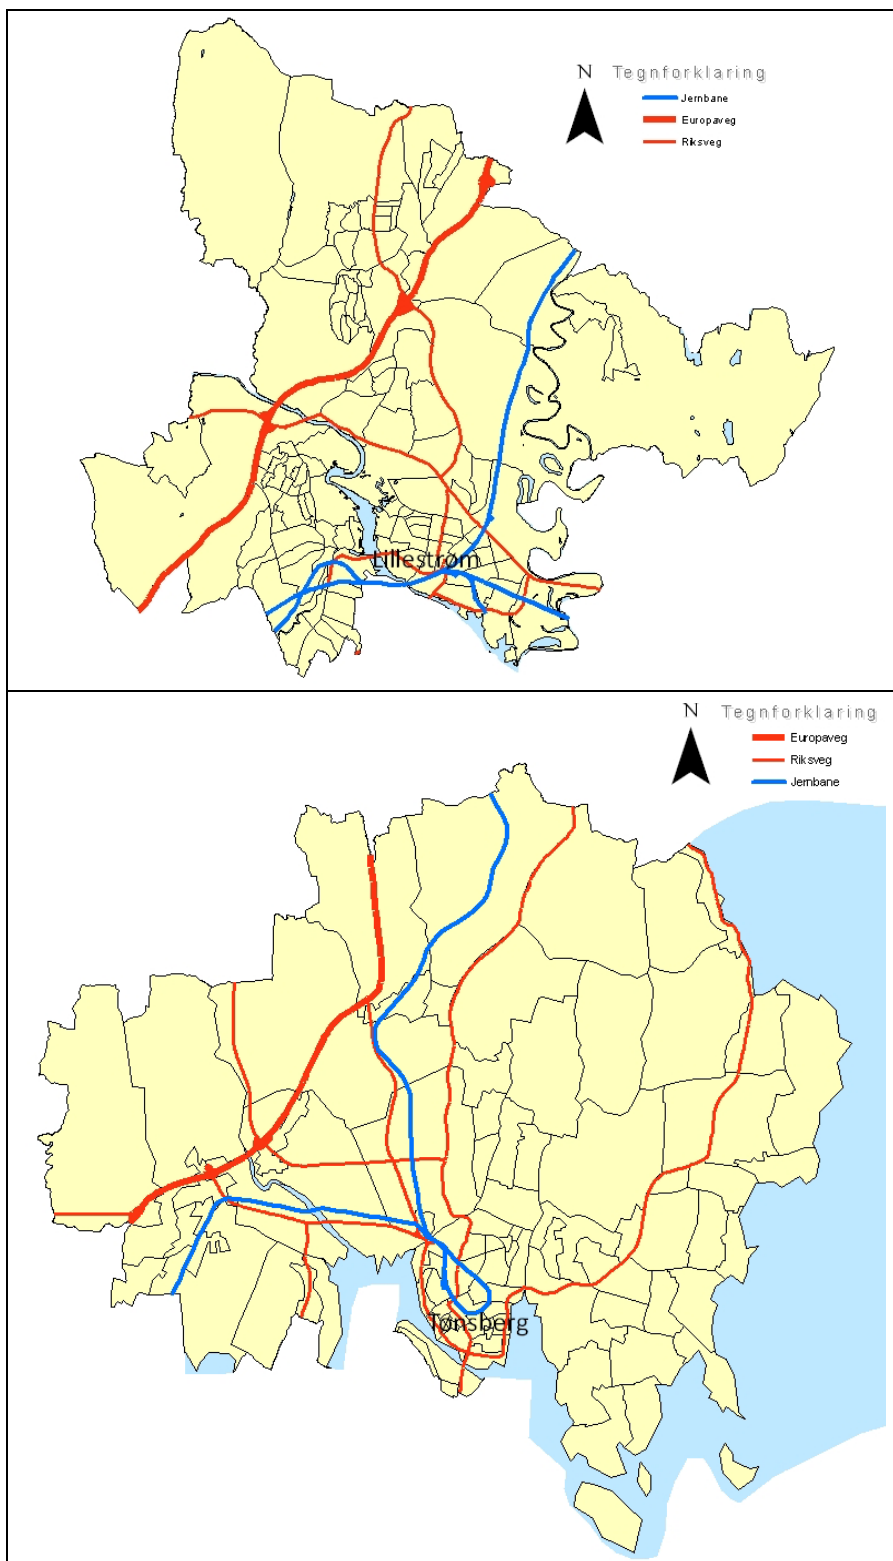 N Tegnforklaring
Jernbane
Europaveg
Riksveg
Lillestrøm
N Tegnforklaring
Europaveg
Riksveg
Jernbane
Tønsberg